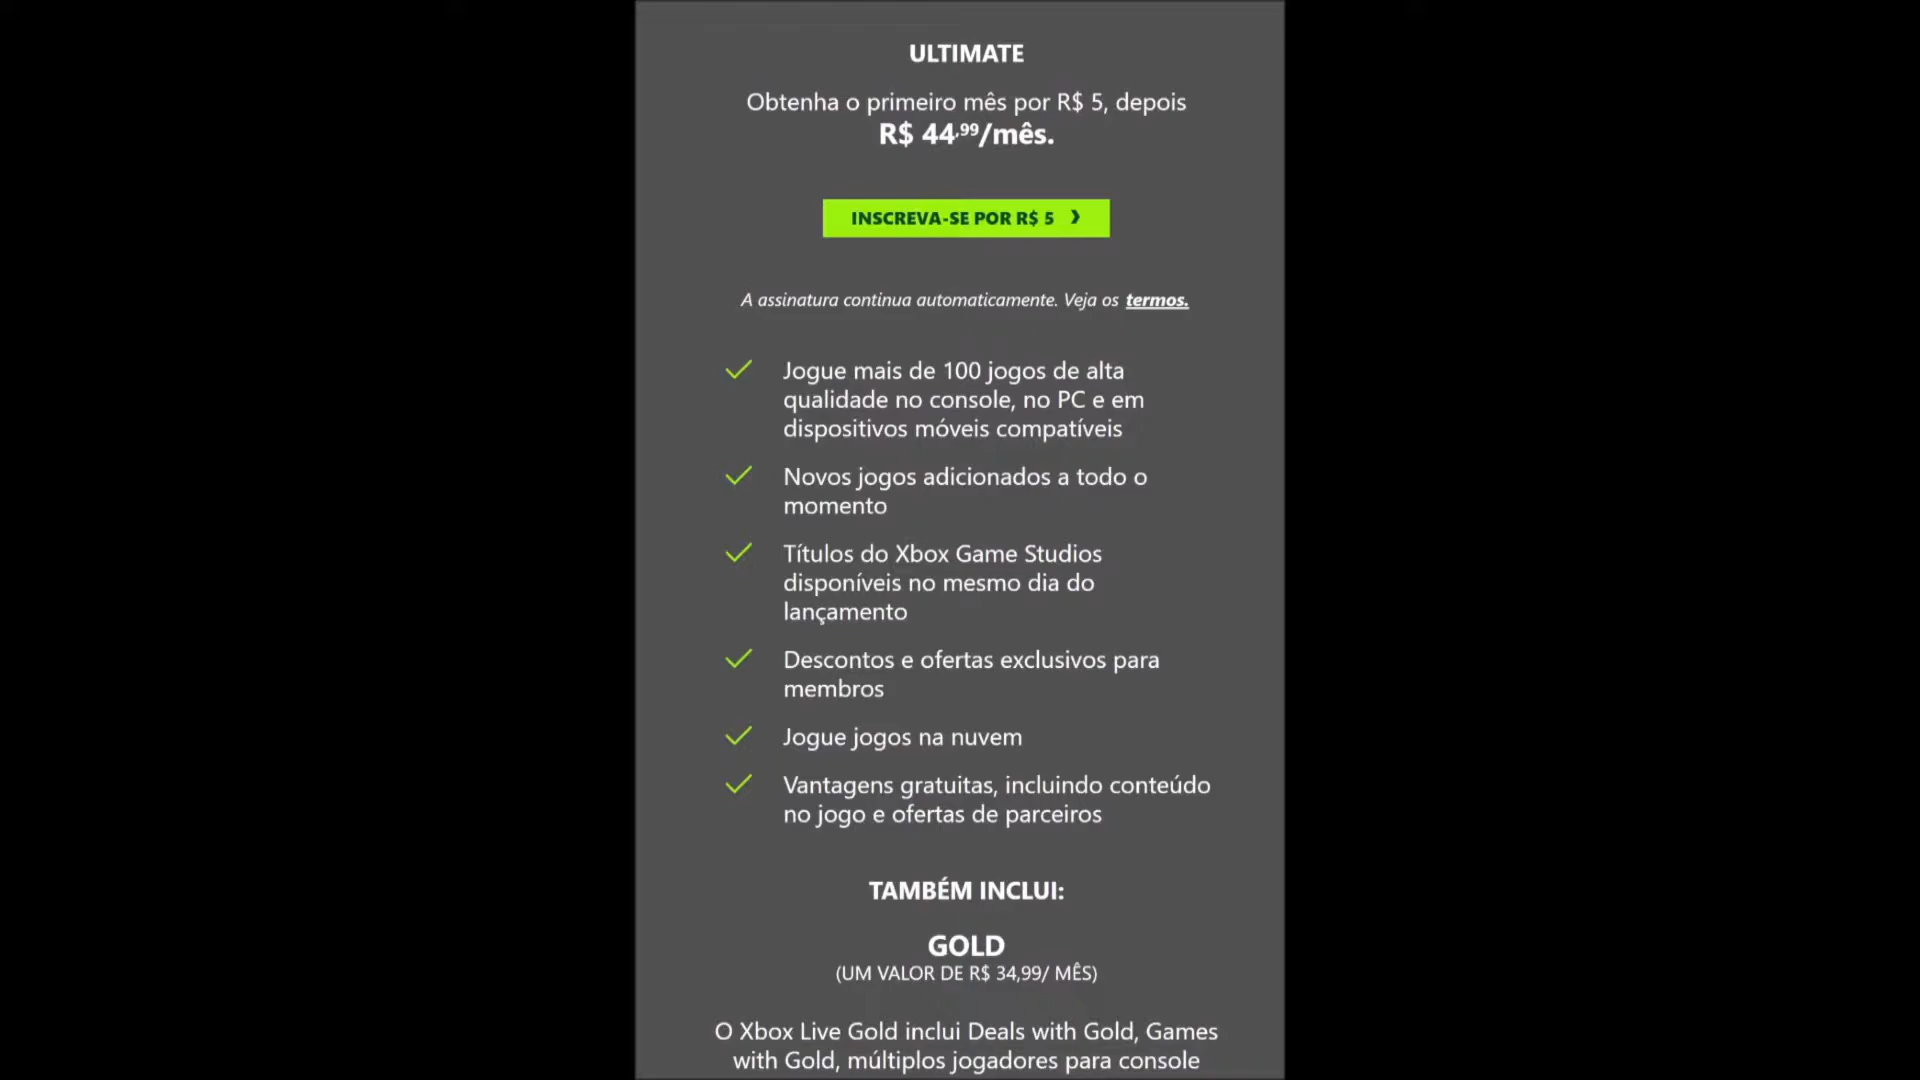 ULTIMATE
Obtenha o primeiro mês por R$ 5, depois
R$ 44,99/mês.
INSCREVA-SE POR R$ 5
A assinatura continua automaticamente. Veja os termos.
Jogue mais de 100 jogos de alta
qualidade no console, no PC e em
dispositivos móveis compatíveis
Novos jogos adicionados a todo o
momento
Títulos do Xbox Game Studios
disponíveis no mesmo dia do
lançamento
Descontos e ofertas exclusivos para
membros
Jogue jogos na nuvem
Vantagens gratuitas, incluindo conteúdo
no jogo e ofertas de parceiros
TAMBÉM INCLUI:
GOLD
(UM VALOR DE R$ 34,99/ MÊS)
O Xbox Live Gold inclui Deals with Gold, Games
with Gold, múltiplos jogadores para console